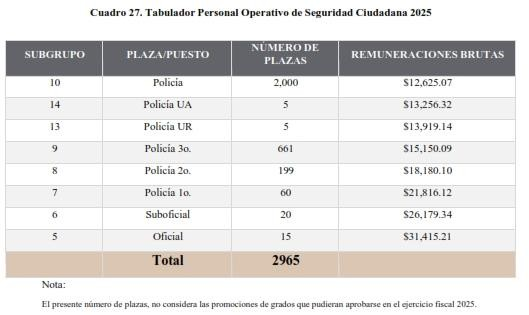 Cuadro 27. Tabulador Personal Operativo de Seguridad Ciudadana 2025
SUBGRUPO PLAZA/PUESTO NÚMERO DE PLAZAS REMUNERACIONES BRUTAS
10 Policía 2,000 $12,625.07
14 Policía UA 5 $13,256.32
13 Policía UR 5 $13,919.14
9 Policía 3o. 661 $15,150.09
8 Policía 2o. 199 $18,180.10
7 Policía 1o. 60 $21,816.12
6 Suboficial 20 $26,179.34
5 Oficial 15 $31,415.21
Total 2965
Nota:
El presente número de plazas, no considera las promociones de grados que pudieran aprobarse en el ejercicio fiscal 2025.